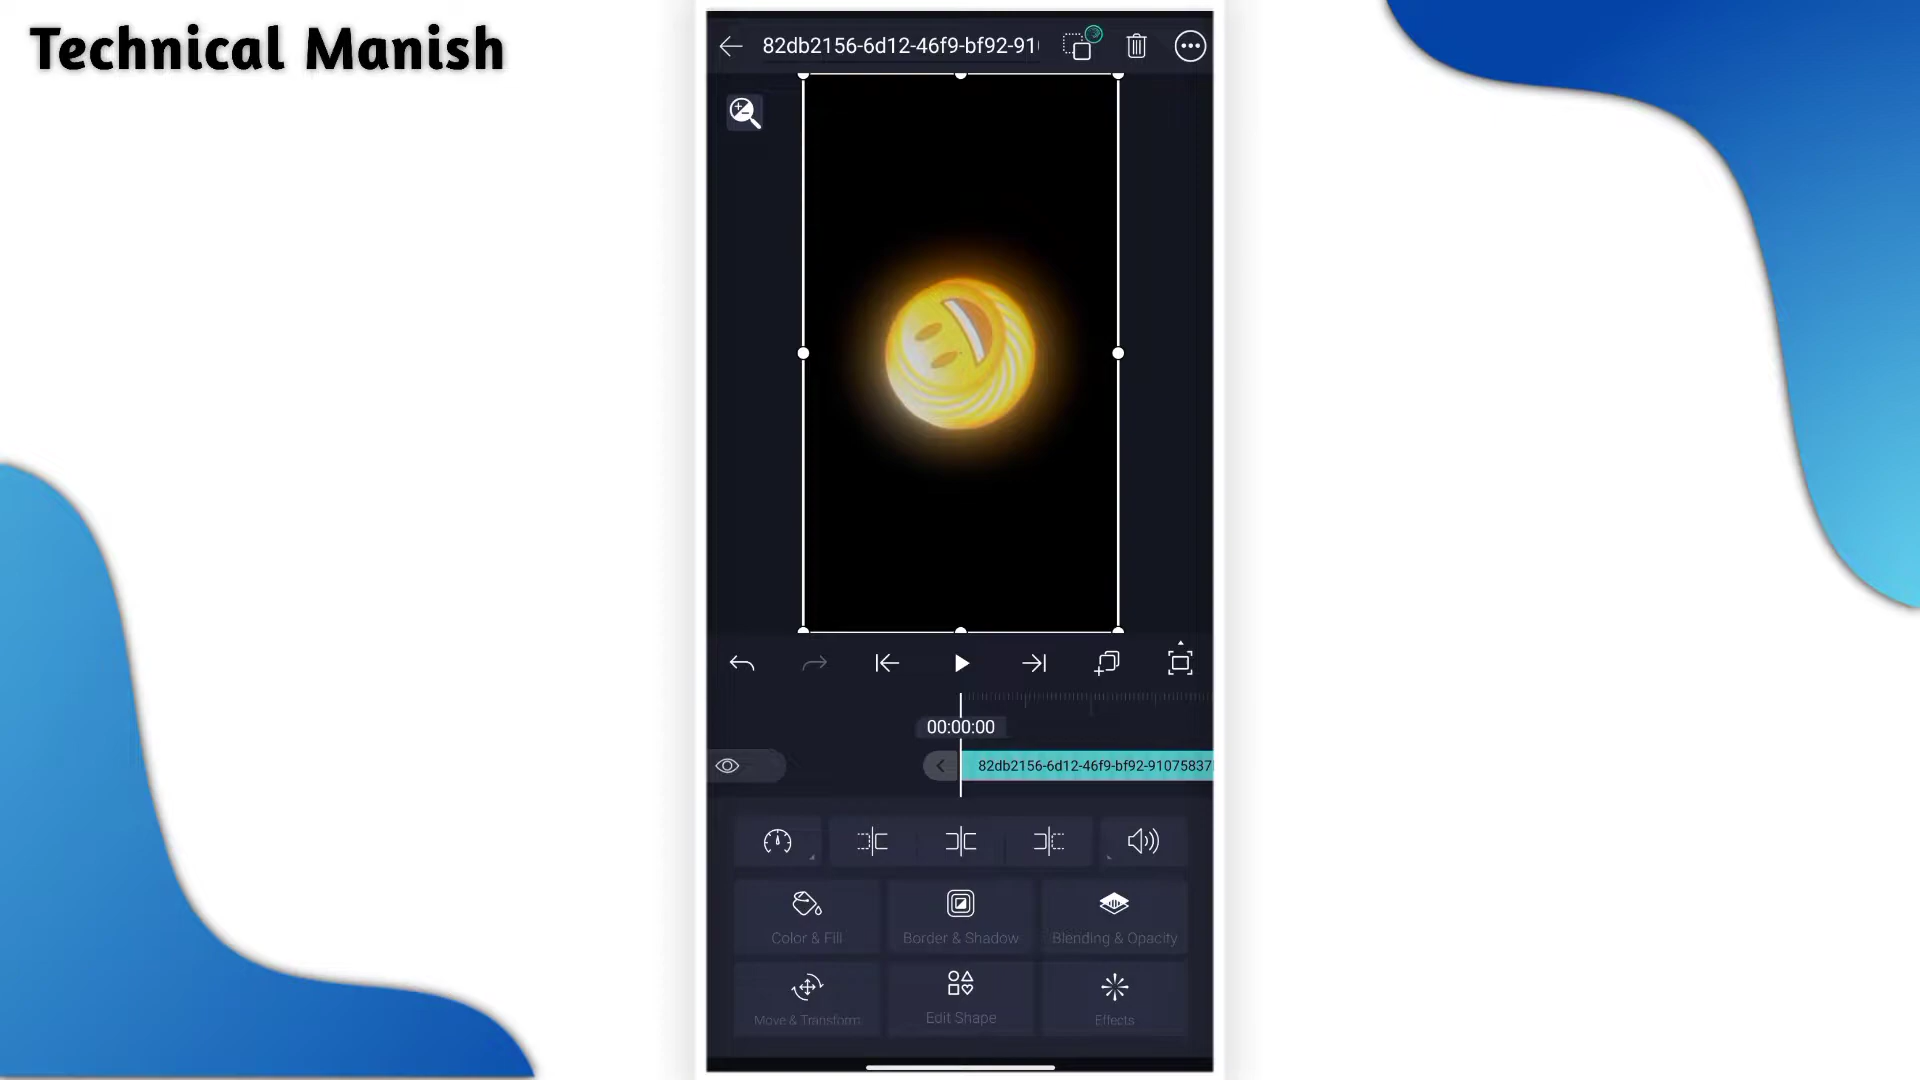 Technical Manish
82db2156-6d12-46f9-bf92-91
00:00:00
82db2156-6d12-46f9-bf92-91075837
Color & Fill
Border & Shadow
Blending & Opacity
Move & Transform
Edit Shape
Effects